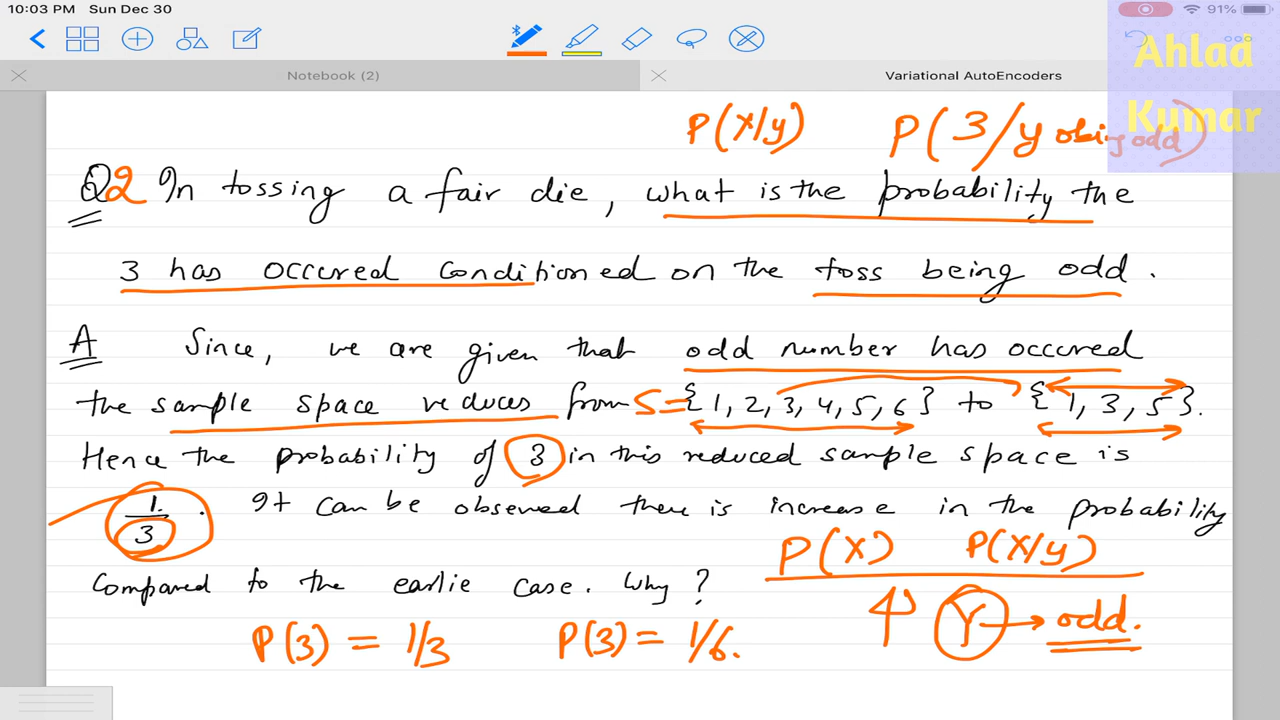 10:03 PM Sun Dec 30
91%
Ahlad
Kumar
Notebook (2)
Variational AutoEncoders
P(X/y) P(3/y being odd)
Q2 In tossing a fair die, what is the probability the
3 has occured conditioned on the toss being odd.
A Since, we are given that odd number has occured
the sample space reduces from S={1, 2, 3, 4, 5, 6} to {1, 3, 5}.
Hence the probability of 3 in this reduced sample space is
1/3. It can be observed there is increase in the probability
P(X) P(X/y)
compared to the earlie case. Why?
Y → odd.
P(3) = 1/3 P(3) = 1/6.